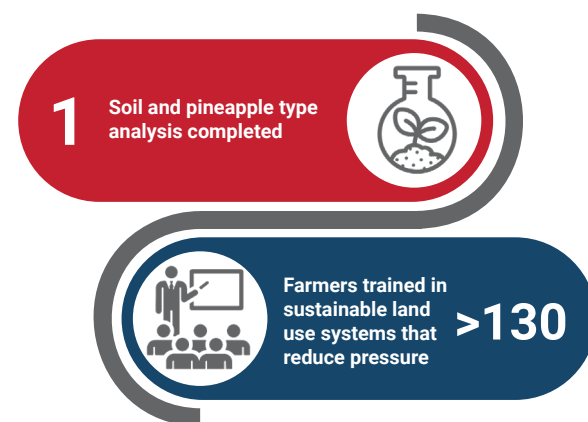 1
Soil and pineapple type
analysis completed
Farmers trained in
sustainable land
use systems that
reduce pressure
>130